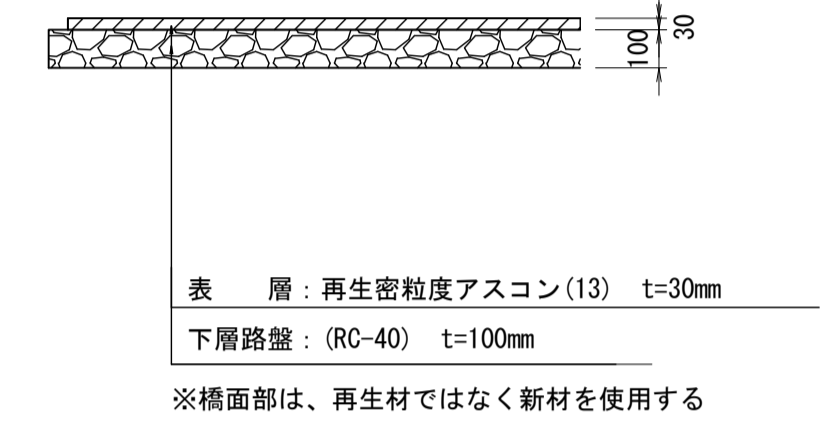 30
100
表　　層：再生密粒度アスコン(13)　t=30mm
下層路盤：(RC-40)　t=100mm
※橋面部は、再生材ではなく新材を使用する